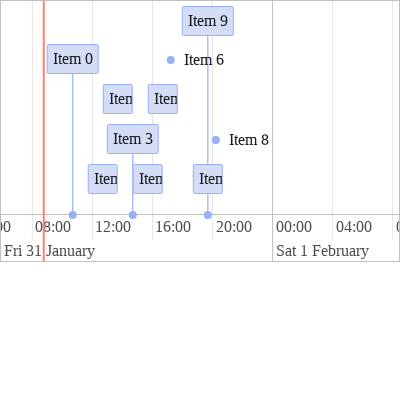 Item 9
Item 0
Item 6
Item
Item
Item 3
Item 8
Item
Item
Item
08:00
12:00
16:00
20:00
00:00
04:00
Fri 31 January
Sat 1 February